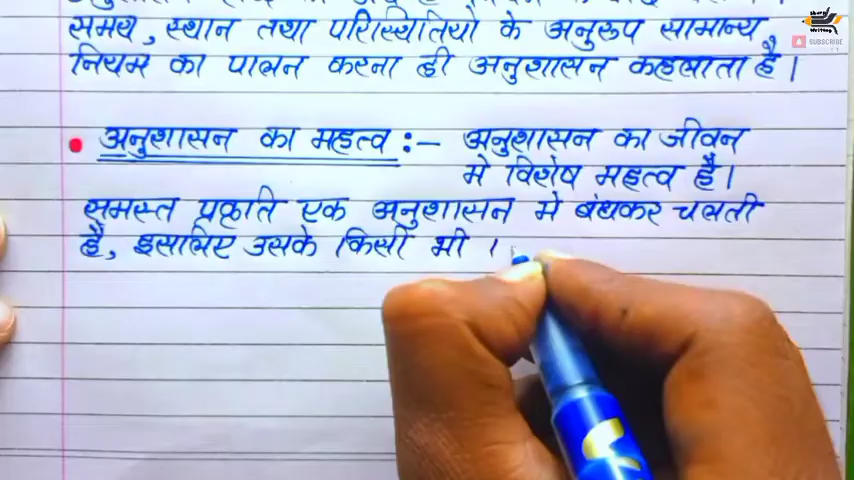 समय, स्थान तथा परिस्थितियो के अनुरूप सामान्य
नियम का पालन करना ही अनुशासन कहलाता है।
अनुशासन का महत्व :- अनुशासन का जीवन
मे विशेष महत्व है।
समस्त प्रकृति एक अनुशासन मे बंधकर चलती
है, इसलिए उसके किसी भी
SUBSCRIBE